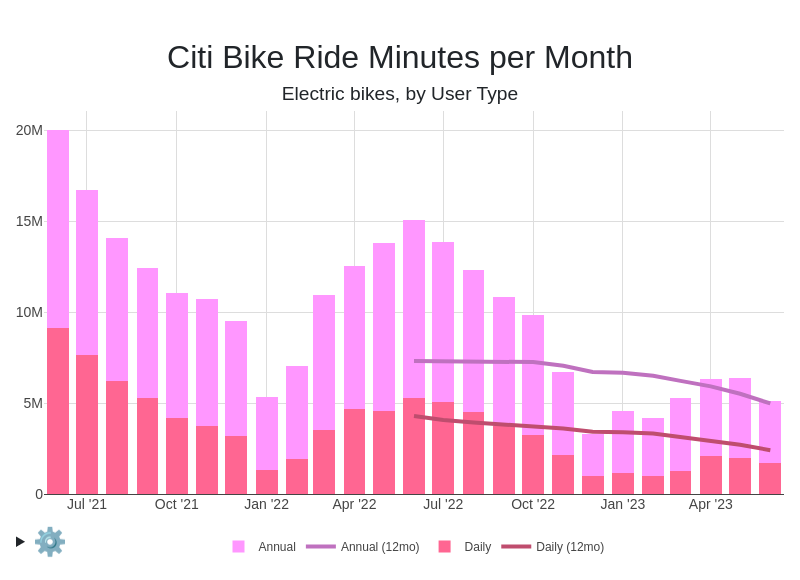 Citi Bike Ride Minutes per Month
Electric bikes, by User Type
20M
15M
10M
5M
0
Jul '21 Oct '21 Jan '22 Apr '22 Jul '22 Oct '22 Jan '23 Apr '23
Annual Annual (12mo) Daily Daily (12mo)